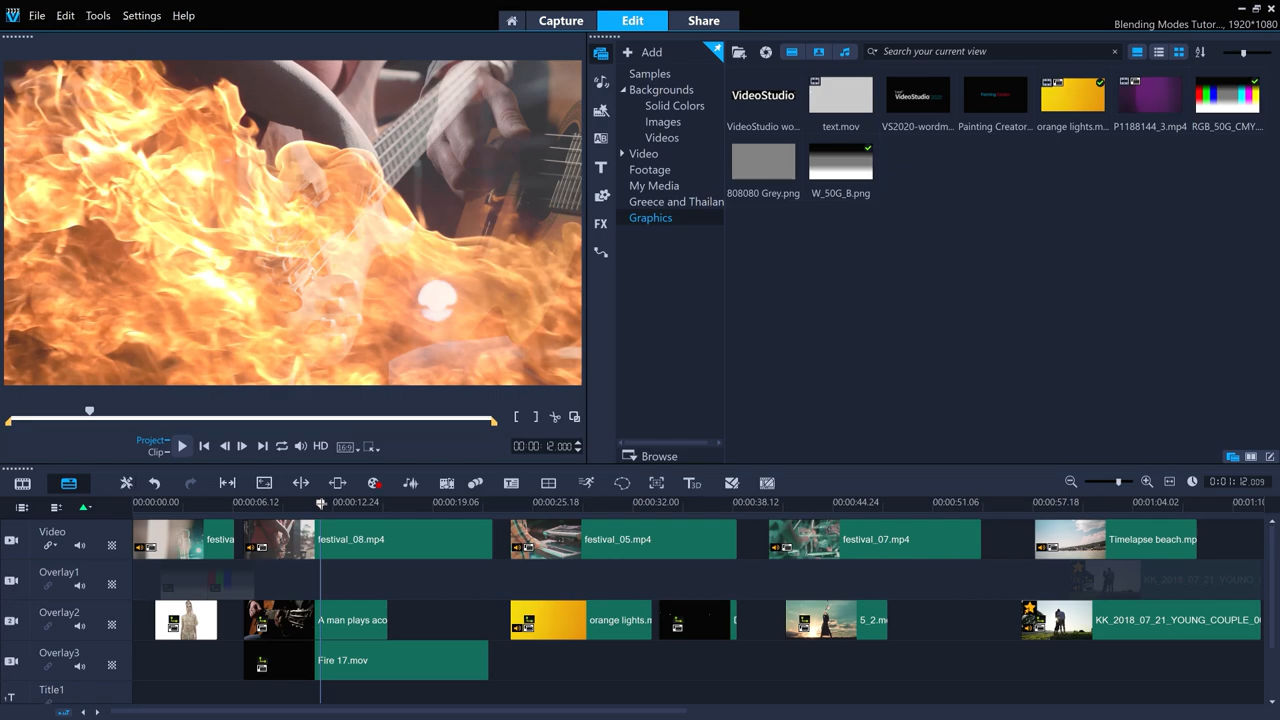 File Edit Tools Settings Help
Capture Edit Share
Blending Modes Tutor..., 1920*1080
Add
Search your current view
Samples
Backgrounds
Solid Colors
Images
Videos
Video
Footage
My Media
Greece and Thailan
Graphics
Browse
VideoStudio
VideoStudio wo...
text.mov
VideoStudio
VS2020-wordm...
Painting Creator
Painting Creator...
orange lights.m...
P1188144_3.mp4
RGB_50G_CMY...
808080 Grey.png
W_50G_B.png
Project
Clip
HD
16:9
00:00:12.000
0:01:12.009
00:00:00.00 00:00:06.12 00:00:12.24 00:00:19.06 00:00:25.18 00:00:32.00 00:00:38.12 00:00:44.24 00:00:51.06 00:00:57.18 00:01:04.02 00:01:10
Video
festiva
festival_08.mp4
festival_05.mp4
festival_07.mp4
Timelapse beach.mp
Overlay1
KK_2018_07_21_YOUNG_COUPLE
Overlay2
A man plays aco
orange lights.n
5_2.m
KK_2018_07_21_YOUNG_COUPLE_0
Overlay3
Fire 17.mov
Title1